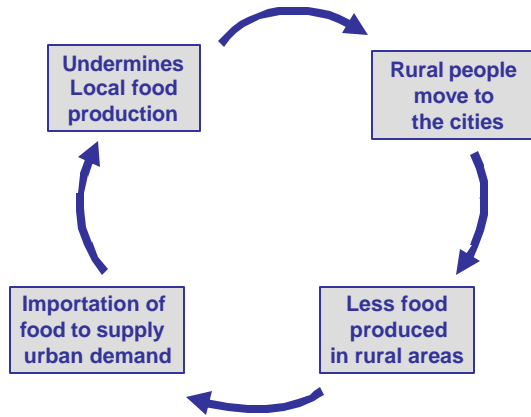 Undermines
Local food
production
Rural people
move to
the cities
Less food
produced
in rural areas
Importation of
food to supply
urban demand